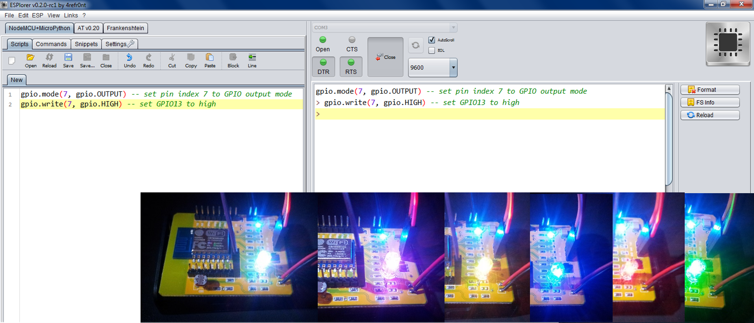 ESPlorer v0.2.0-rc1 by 4refr0nt
File Edit ESP View Links ?
NodeMCU+MicroPython AT v0.20 Frankenstein
Scripts Commands Snippets Settings
Open Reload Save Save... Close Undo Redo Cut Copy Paste Block Line
New
1 gpio.mode(7, gpio.OUTPUT) -- set pin index 7 to GPIO output mode
2 gpio.write(7, gpio.HIGH) -- set GPIO13 to high
COM3
Open CTS
DTR RTS
Close
AutoScroll
EOL
9600
gpio.mode(7, gpio.OUTPUT) -- set pin index 7 to GPIO output mode
> gpio.write(7, gpio.HIGH) -- set GPIO13 to high
>
Format
FS Info
Reload